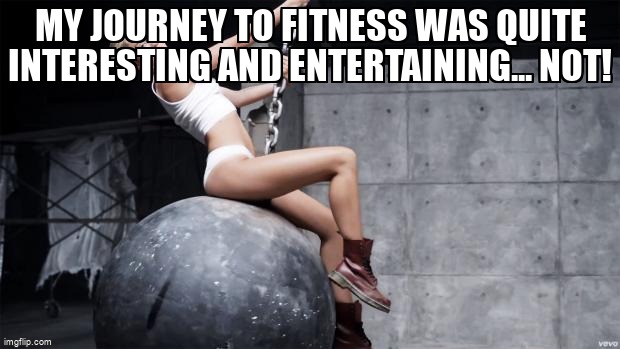 MY JOURNEY TO FITNESS WAS QUITE
INTERESTING AND ENTERTAINING... NOT!
imgflip.com
vevo